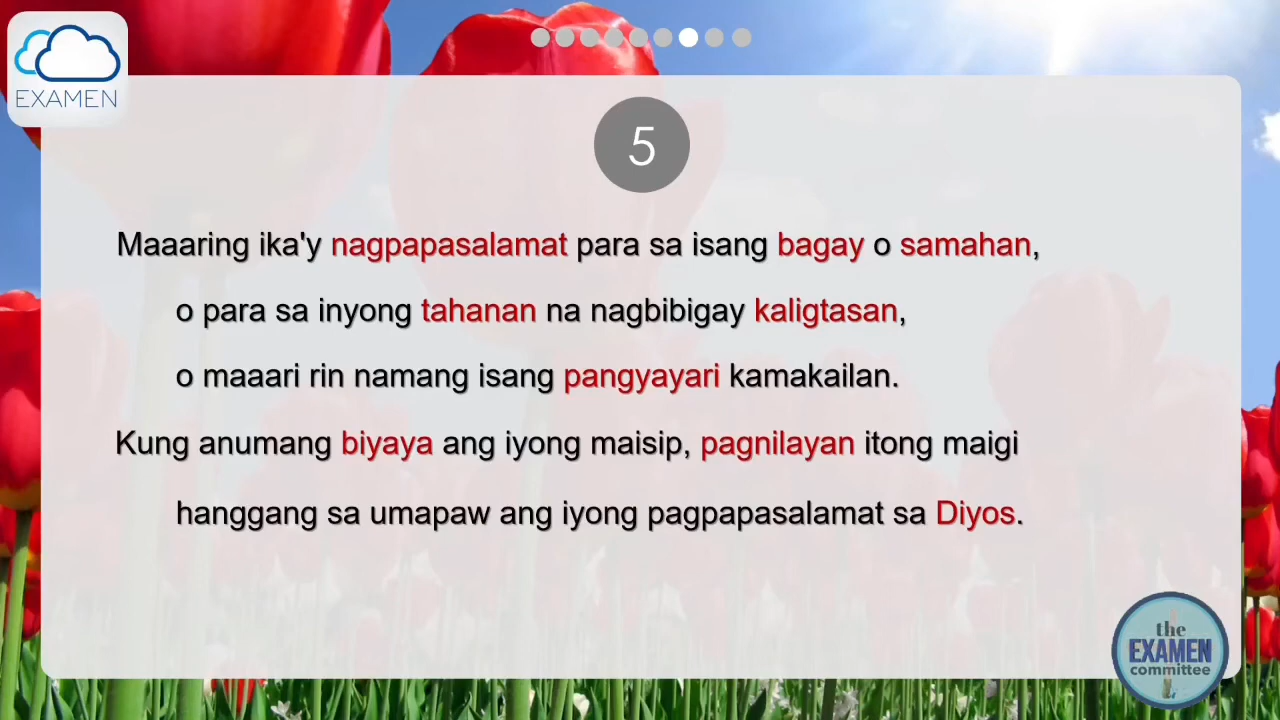 EXAMEN
5
Maaaring ika'y nagpapasalamat para sa isang bagay o samahan,
o para sa inyong tahanan na nagbibigay kaligtasan,
o maaari rin namang isang pangyayari kamakailan.
Kung anumang biyaya ang iyong maisip, pagnilayan itong maigi
hanggang sa umapaw ang iyong pagpapasalamat sa Diyos.
the
EXAMEN
committee